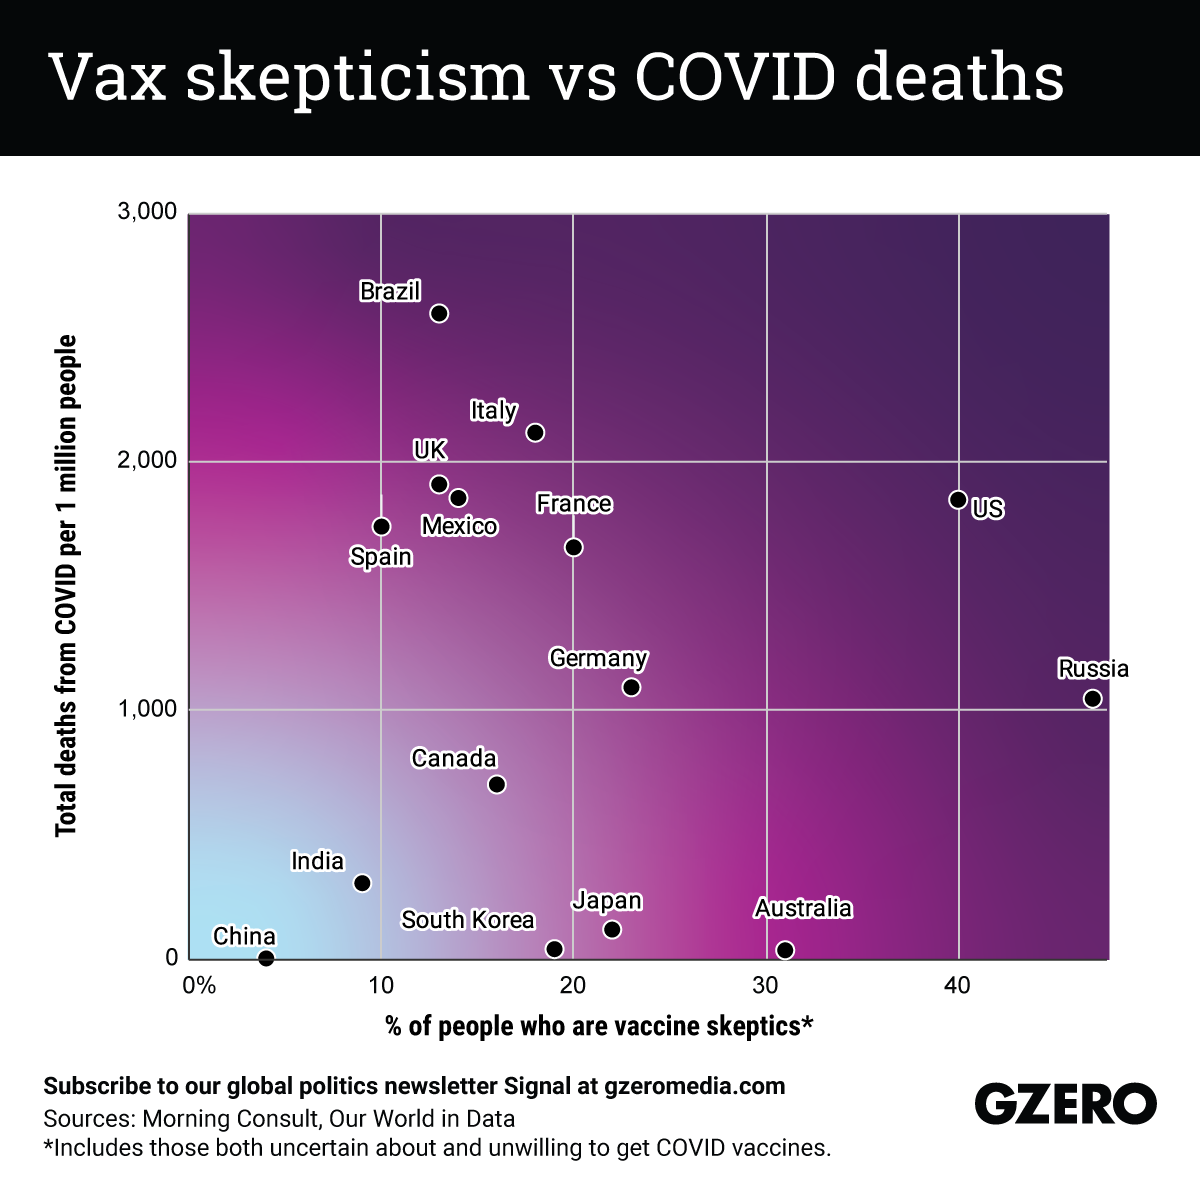 Vax skepticism vs COVID deaths
Total deaths from COVID per 1 million people
3,000
2,000
1,000
0
Brazil
Italy
UK
Mexico
France
US
Spain
Germany
Russia
Canada
India
Japan
Australia
South Korea
China
0%
10
20
30
40
% of people who are vaccine skeptics*
Subscribe to our global politics newsletter Signal at gzeromedia.com
Sources: Morning Consult, Our World in Data
*Includes those both uncertain about and unwilling to get COVID vaccines.
GZERO